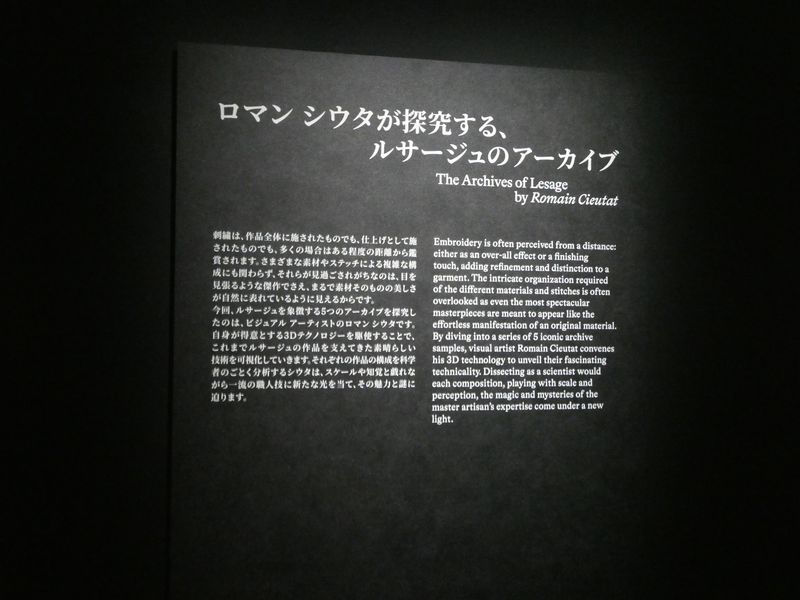 ロマン シウタが探究する、
ルサージュのアーカイブ
The Archives of Lesage
by Romain Cieutat
刺繍は、作品全体に施されたものでも、仕上げとして施
されたものでも、多くの場合はある程度の距離から鑑
賞されます。さまざまな素材やステッチによる複雑な構
成にも関わらず、それらが見過ごされがちなのは、目を
見張るような傑作でさえ、まるで素材そのものの美しさ
が自然に表れているように見えるからです。
今回、ルサージュを象徴する5つのアーカイブを探究し
たのは、ビジュアル アーティストのロマン シウタです。
自身が得意とする3Dテクノロジーを駆使することで、
これまでルサージュの作品を支えてきた素晴らしい
技術を可視化していきます。それぞれの作品の構成を科学
者のごとく分析するシウタは、スケールや知覚と戯れな
がら一流の職人技に新たな光を当て、その魅力と謎に
迫ります。
Embroidery is often perceived from a distance:
either as an over-all effect or a finishing
touch, adding refinement and distinction to a
garment. The intricate organization required
of the different materials and stitches is often
overlooked as even the most spectacular
masterpieces are meant to appear like the
effortless manifestation of an original material.
By diving into a series of 5 iconic archive
samples, visual artist Romain Cieutat convenes
his 3D technology to unveil their fascinating
technicality. Dissecting as a scientist would
each composition, playing with scale and
perception, the magic and mysteries of the
master artisan's expertise come under a new
light.